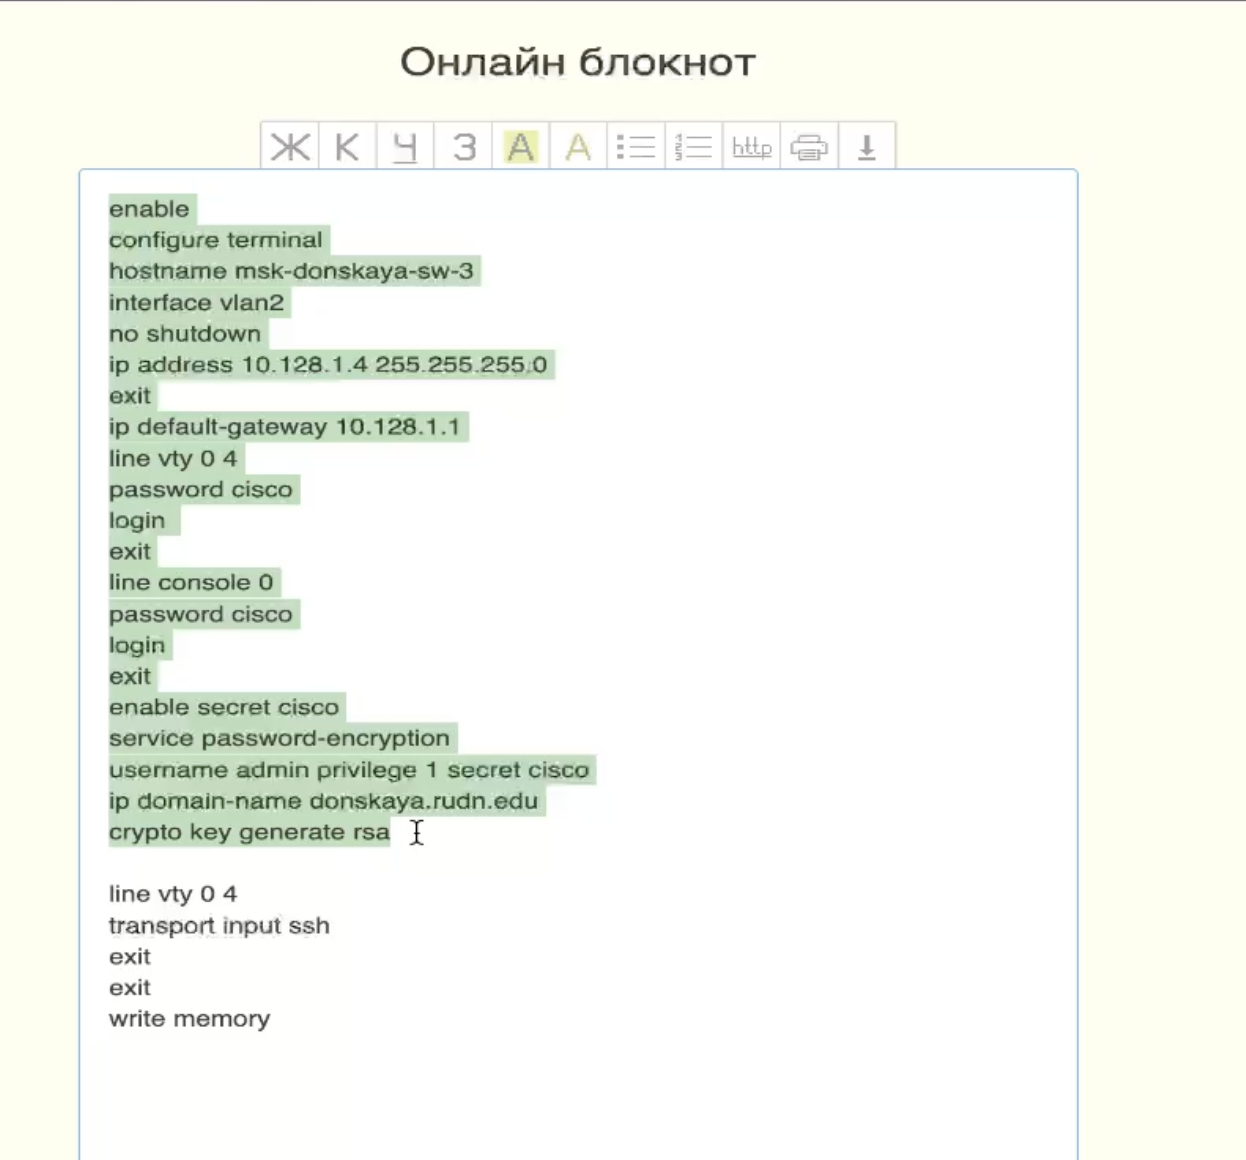 Онлайн блокнот
Ж К Ч З А А http
enable
configure terminal
hostname msk-donskaya-sw-3
interface vlan2
no shutdown
ip address 10.128.1.4 255.255.255.0
exit
ip default-gateway 10.128.1.1
line vty 0 4
password cisco
login
exit
line console 0
password cisco
login
exit
enable secret cisco
service password-encryption
username admin privilege 1 secret cisco
ip domain-name donskaya.rudn.edu
crypto key generate rsa
line vty 0 4
transport input ssh
exit
exit
write memory